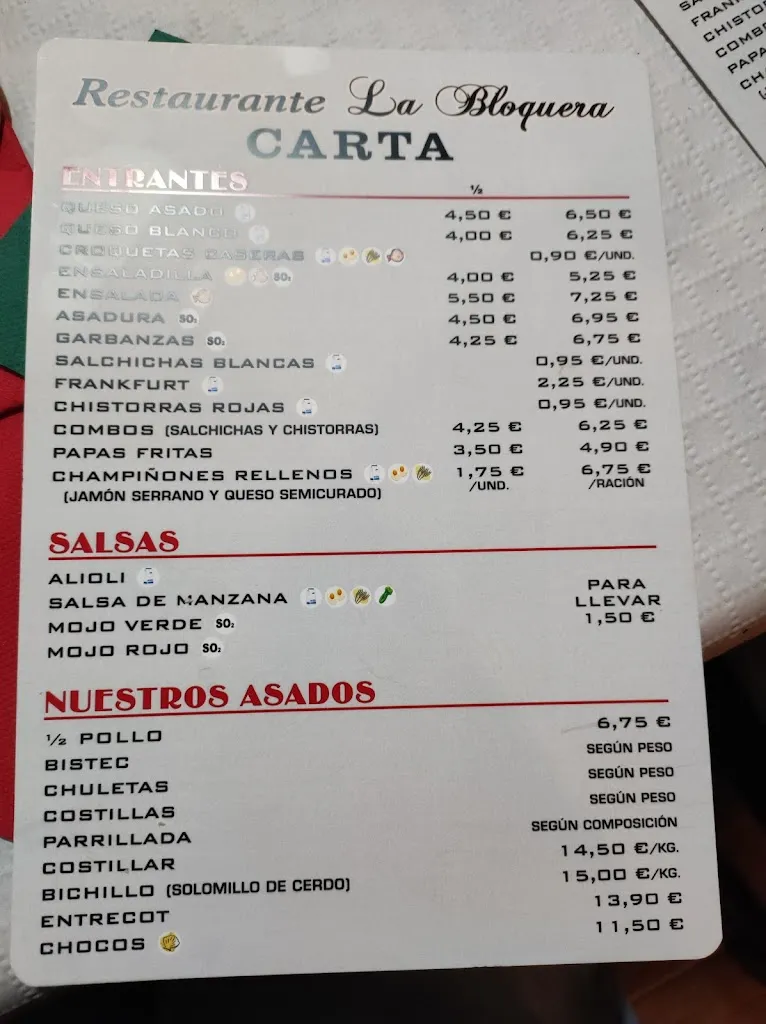 Restaurante La Bloquera
CARTA
ENTRANTES ½
QUESO ASADO 4,50 € 6,50 €
QUESO BLANCO 4,00 € 6,25 €
CROQUETAS CASERAS 0,90 €/UND.
ENSALADILLA SO₂ 4,00 € 5,25 €
ENSALADA 5,50 € 7,25 €
ASADURA SO₂ 4,50 € 6,95 €
GARBANZAS SO₂ 4,25 € 6,75 €
SALCHICHAS BLANCAS 0,95 €/UND.
FRANKFURT 2,25 €/UND.
CHISTORRAS ROJAS 0,95 €/UND.
COMBOS (SALCHICHAS Y CHISTORRAS) 4,25 € 6,25 €
PAPAS FRITAS 3,50 € 4,90 €
CHAMPIÑONES RELLENOS 1,75 € 6,75 €
(JAMÓN SERRANO Y QUESO SEMICURADO) /UND. /RACIÓN
SALSAS
ALIOLI
SALSA DE MANZANA
MOJO VERDE SO₂
MOJO ROJO SO₂
PARA
LLEVAR
1,50 €
NUESTROS ASADOS
½ POLLO 6,75 €
BISTEC SEGÚN PESO
CHULETAS SEGÚN PESO
COSTILLAS SEGÚN PESO
PARRILLADA SEGÚN COMPOSICIÓN
COSTILLAR 14,50 €/KG.
BICHILLO (SOLOMILLO DE CERDO) 15,00 €/KG.
ENTRECOT 13,90 €
CHOCOS 11,50 €
FRAN
CHISTO
COMBO
PAPA
CH